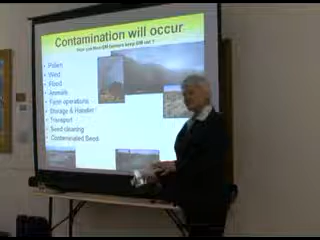 Contamination will occur
How can Non-GM farmers keep GM out ?
• Pollen
• Wind
• Flood
• Animals
• Farm operations
• Storage & Handling
• Transport
• Seed cleaning
• Contaminated Seed